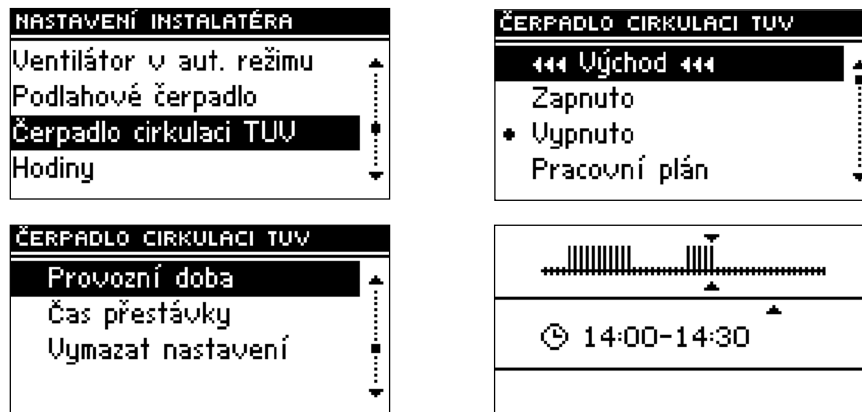 NASTAVENÍ INSTALATÉRA
Ventilátor v aut. režimu
Podlahové čerpadlo
Čerpadlo cirkulaci TUV
Hodiny
ČERPADLO CIRKULACI TUV
Východ
Zapnuto
Vypnuto
Pracovní plán
ČERPADLO CIRKULACI TUV
Provozní doba
Čas přestávky
Vymazat nastavení
14:00-14:30